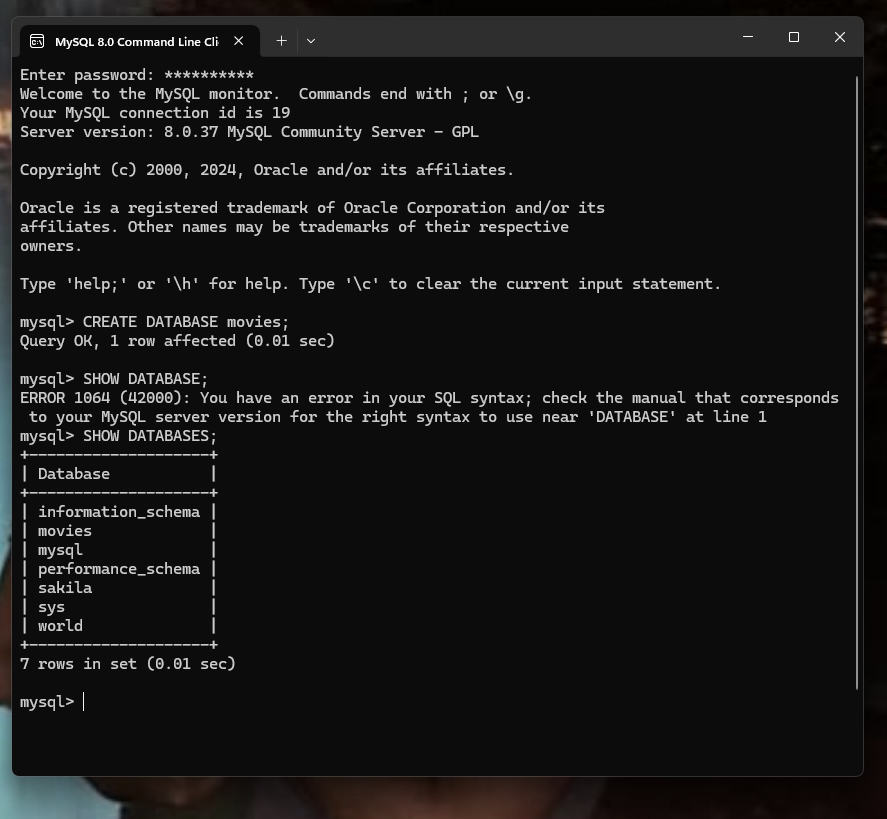 MySQL 8.0 Command Line Cli
Enter password: **********
Welcome to the MySQL monitor.  Commands end with ; or \g.
Your MySQL connection id is 19
Server version: 8.0.37 MySQL Community Server - GPL
Copyright (c) 2000, 2024, Oracle and/or its affiliates.
Oracle is a registered trademark of Oracle Corporation and/or its
affiliates. Other names may be trademarks of their respective
owners.
Type 'help;' or '\h' for help. Type '\c' to clear the current input statement.
mysql> CREATE DATABASE movies;
Query OK, 1 row affected (0.01 sec)
mysql> SHOW DATABASE;
ERROR 1064 (42000): You have an error in your SQL syntax; check the manual that corresponds
 to your MySQL server version for the right syntax to use near 'DATABASE' at line 1
mysql> SHOW DATABASES;
+--------------------+
| Database           |
+--------------------+
| information_schema |
| movies             |
| mysql              |
| performance_schema |
| sakila             |
| sys                |
| world              |
+--------------------+
7 rows in set (0.01 sec)
mysql>